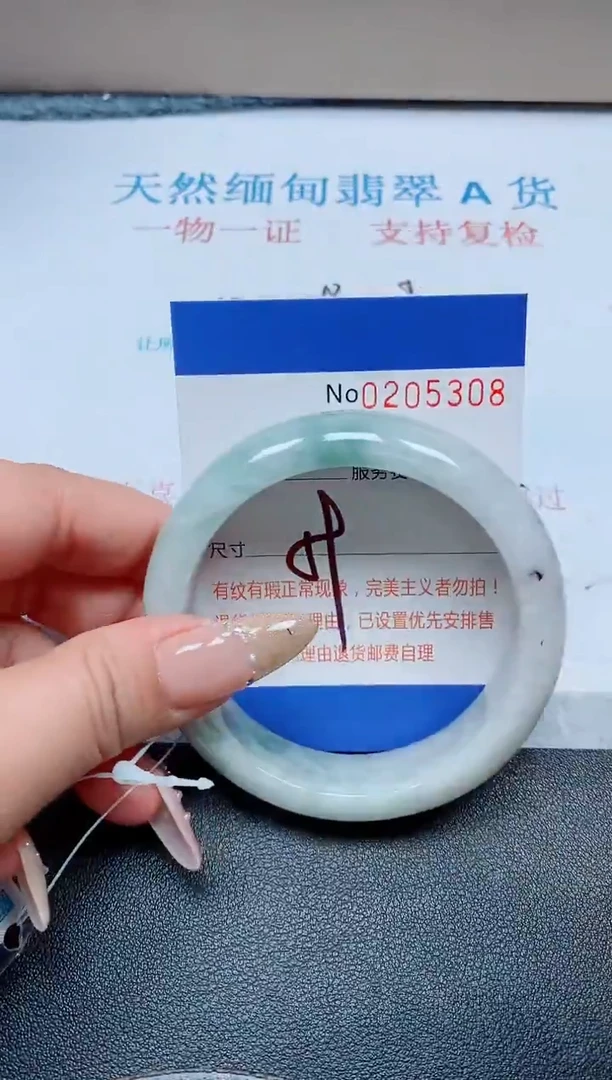 天然缅甸翡翠 A 货
一物一证 支持复检
No0205308
服务
尺寸
有纹有瑕正常现象，完美主义者勿拍！
理由，已设置优先安排售
理由退货邮费自理